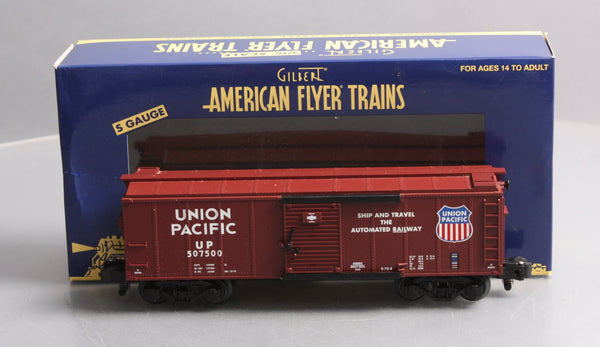 GILBERT
AMERICAN FLYER TRAINS
GILBERT
AMERICAN FLYER TRAINS
FOR AGES 14 TO ADULT
S GAUGE
UNION
PACIFIC
UP
507500
SHIP AND TRAVEL
THE
AUTOMATED RAILWAY
UNION
PACIFIC